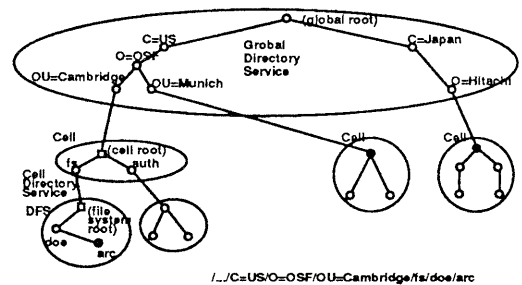 (global root)
C=US
C=Japan
O=OSF
Grobal
Directory
Service
OU=Cambridge
OU=Munich
O=Hitachi
Cell
(cell root)
Cell
Cell
fs
auth
Cell
Directory
Service
DFS
(file
system
root)
doe
arc
/.../C=US/O=OSF/OU=Cambridge/fs/doe/arc